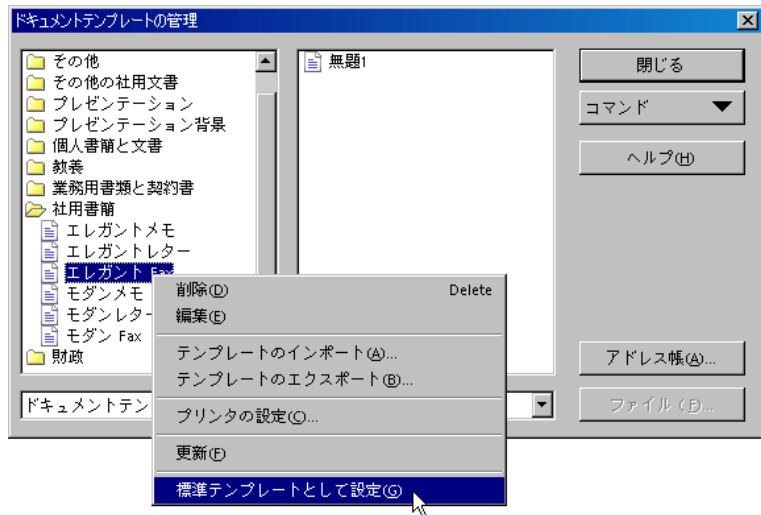 ドキュメントテンプレートの管理
その他
その他の社用文書
プレゼンテーション
プレゼンテーション背景
個人書簡と文書
教養
業務用書類と契約書
社用書簡
エレガントメモ
エレガントレター
エレガント Fax
モダンメモ
モダンレター
モダン Fax
財政
ドキュメントテン
無題1
閉じる
コマンド
ヘルプ(H)
アドレス帳(A)...
ファイル(F)...
削除(D) Delete
編集(E)
テンプレートのインポート(A)...
テンプレートのエクスポート(B)...
プリンタの設定(C)...
更新(F)
標準テンプレートとして設定(G)